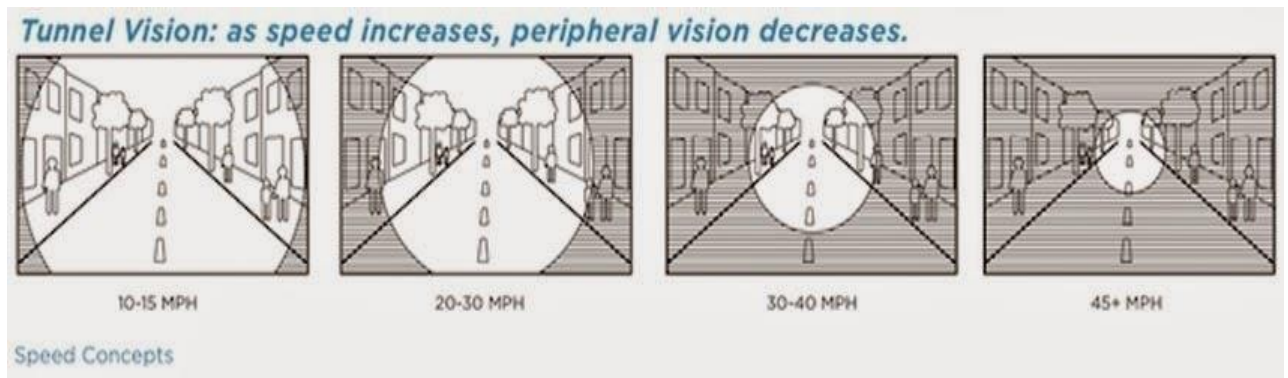 Tunnel Vision: as speed increases, peripheral vision decreases.
10-15 MPH
20-30 MPH
30-40 MPH
45+ MPH
Speed Concepts